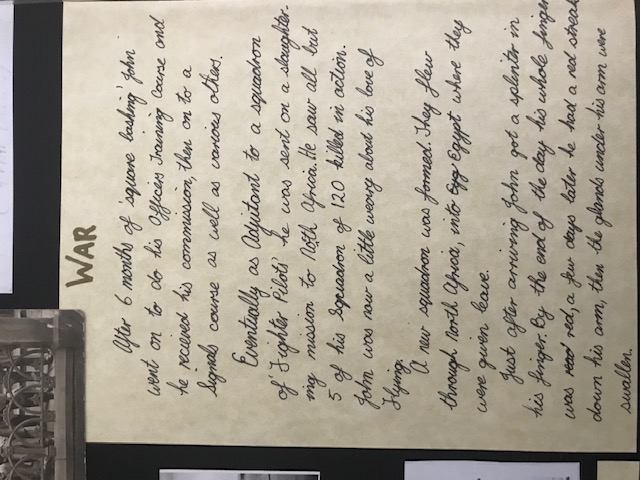 WAR
After 6 months of 'square bashing' John
went on to do his Officers Training Course and
he recieved his commission, then on to a
Signals course as well as various others.
Eventually as Adjutant to a squadron
of 'Fighter Pilots' he was sent on a slaughter-
ing mission to North Africa. He saw all but
5 of his Squadron of 120 killed in action.
John was now a little weary about his love of
Flying.
A new squadron was formed. They flew
through North Africa, into Egy Egypt where they
were given leave.
Just after arriving John got a splinter in
his finger. By the end of the day his whole finger
was read red, a few days later he had a red streak
down his arm, then the glands under his arm were
swallen.